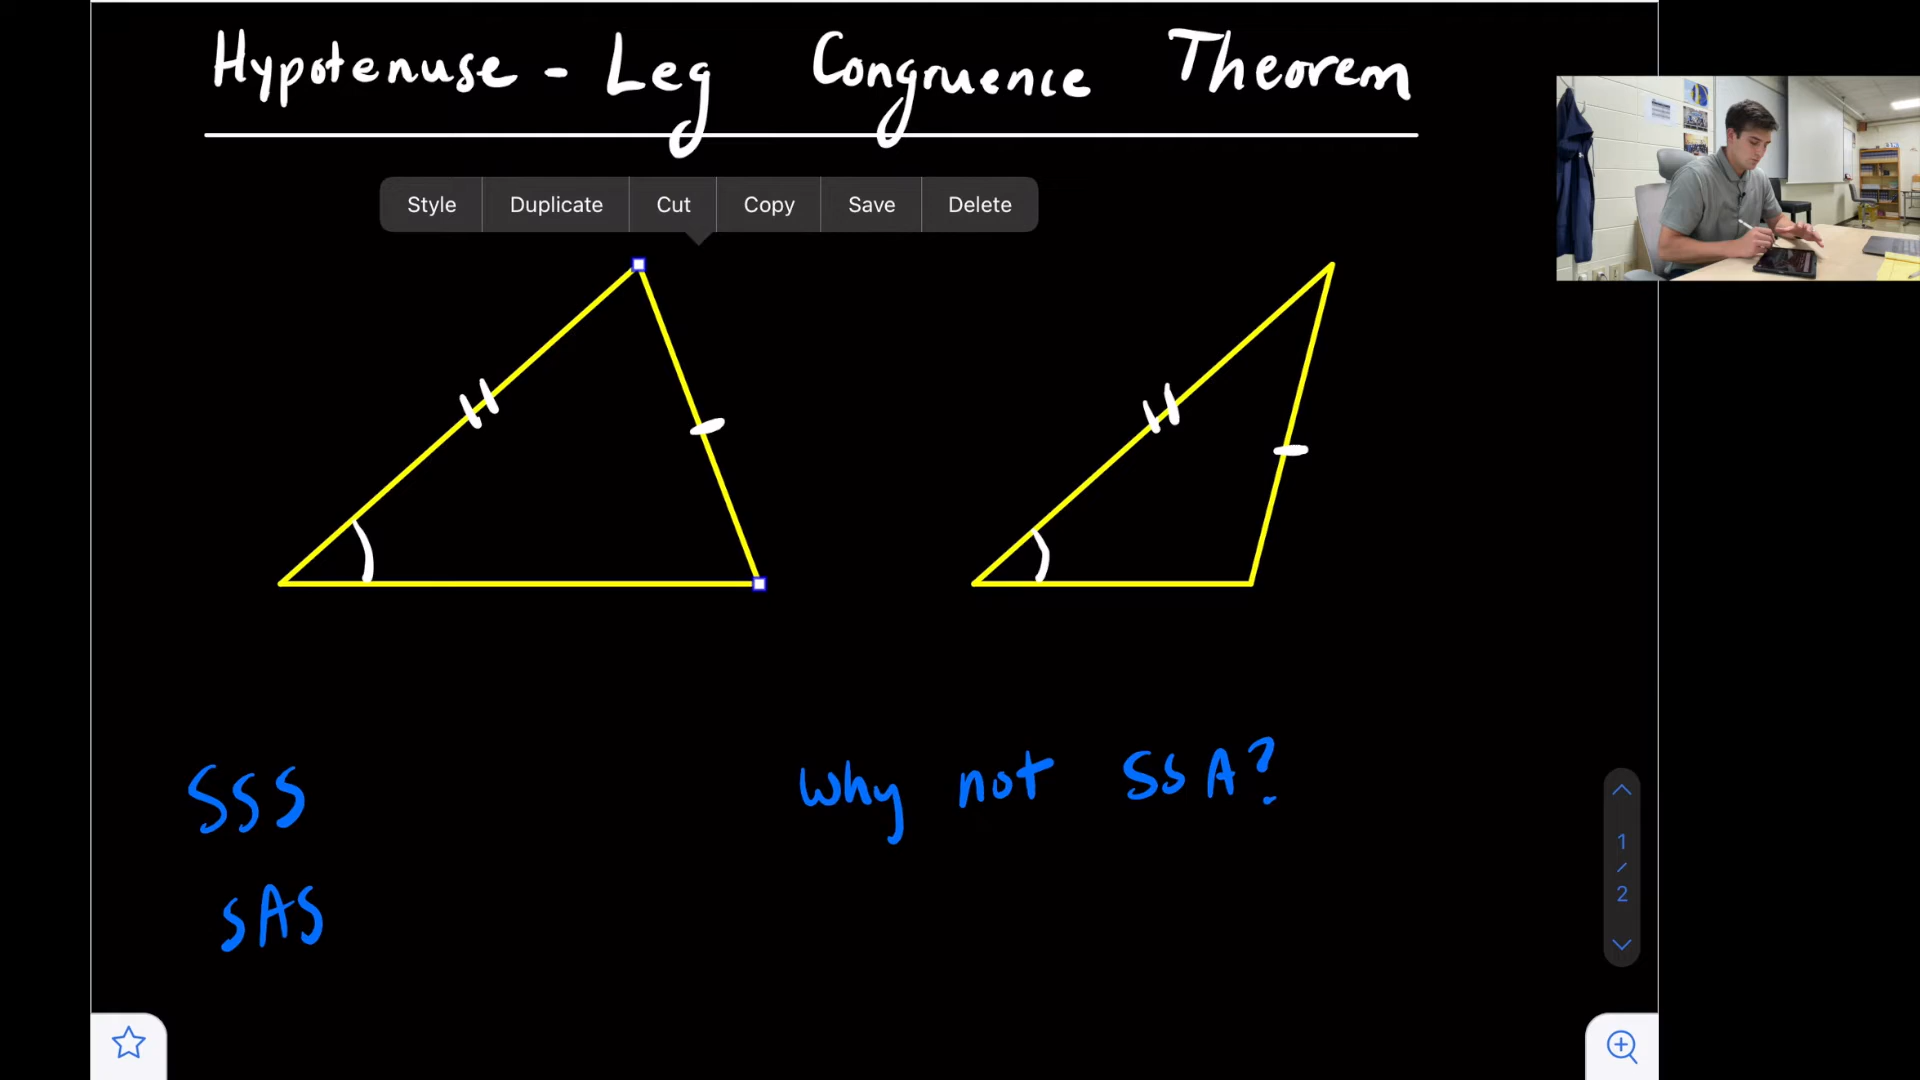 Hypotenuse - Leg Congruence Theorem
Style Duplicate Cut Copy Save Delete
SSS
Why not SSA?
SAS
1
/
2